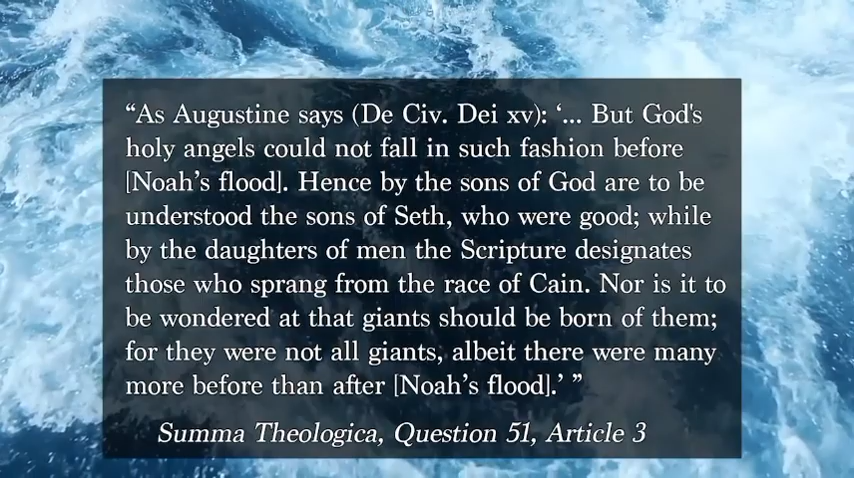 “As Augustine says (De Civ. Dei xv): ‘... But God's
holy angels could not fall in such fashion before
[Noah’s flood]. Hence by the sons of God are to be
understood the sons of Seth, who were good; while
by the daughters of men the Scripture designates
those who sprang from the race of Cain. Nor is it to
be wondered at that giants should be born of them;
for they were not all giants, albeit there were many
more before than after [Noah’s flood].’ ”
Summa Theologica, Question 51, Article 3